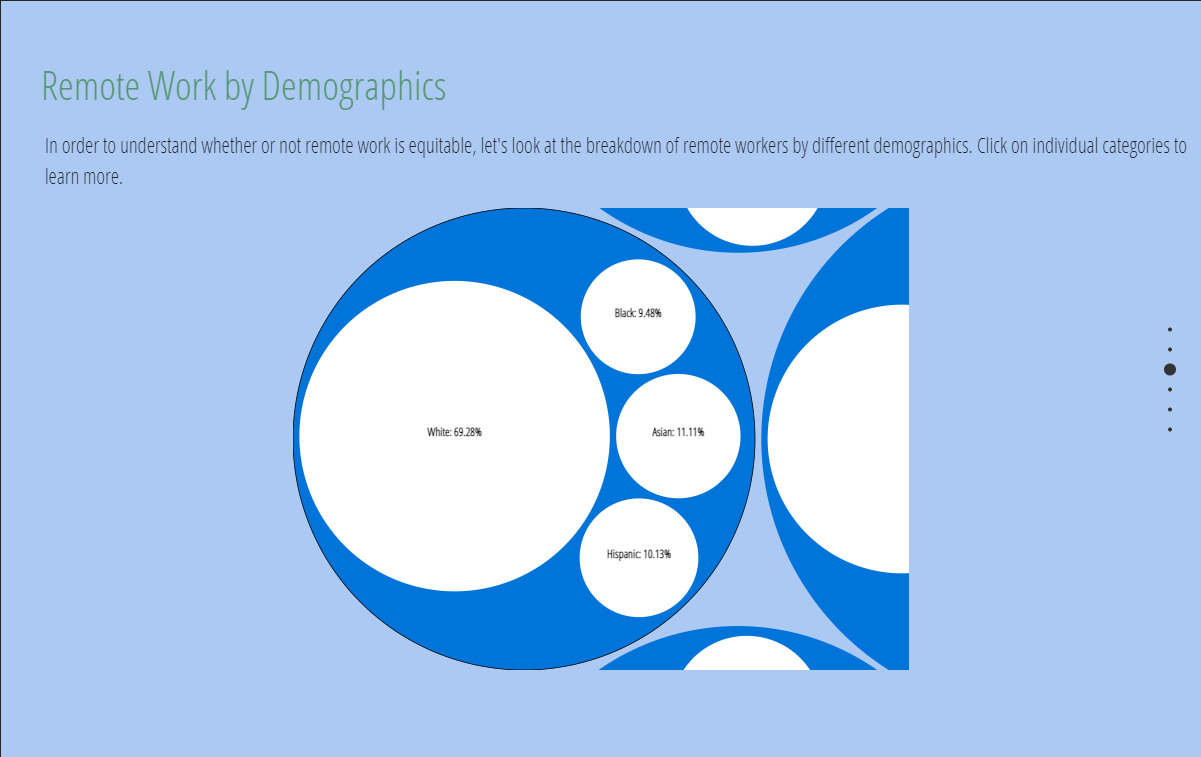 Remote Work by Demographics
In order to understand whether or not remote work is equitable, let's look at the breakdown of remote workers by different demographics. Click on individual categories to
learn more.
Black: 9.48%
White: 69.28%
Asian: 11.11%
Hispanic: 10.13%